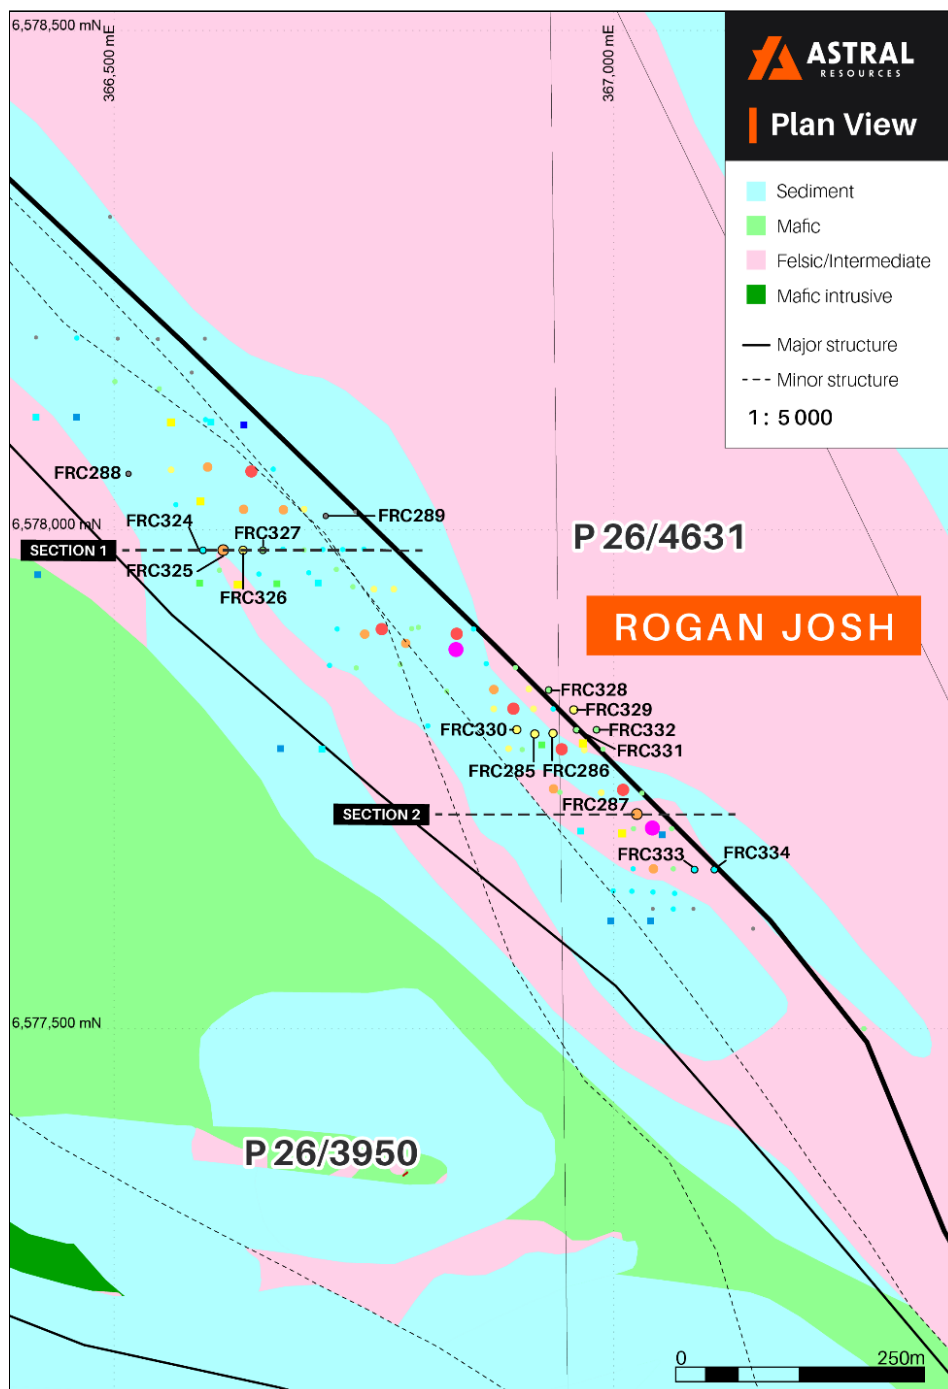 6,578,500 mN
366,500 mE
367,000 mE
ASTRAL
RESOURCES
Plan View
Sediment
Mafic
Felsic/Intermediate
Mafic intrusive
Major structure
Minor structure
1: 5 000
FRC288
FRC289
6,578,000 mN
FRC324
FRC327
P 26/4631
SECTION 1
FRC325
FRC326
ROGAN JOSH
FRC328
FRC329
FRC330
FRC332
FRC331
FRC285
FRC286
FRC287
SECTION 2
FRC333
FRC334
6,577,500 mN
P 26/3950
0
250m